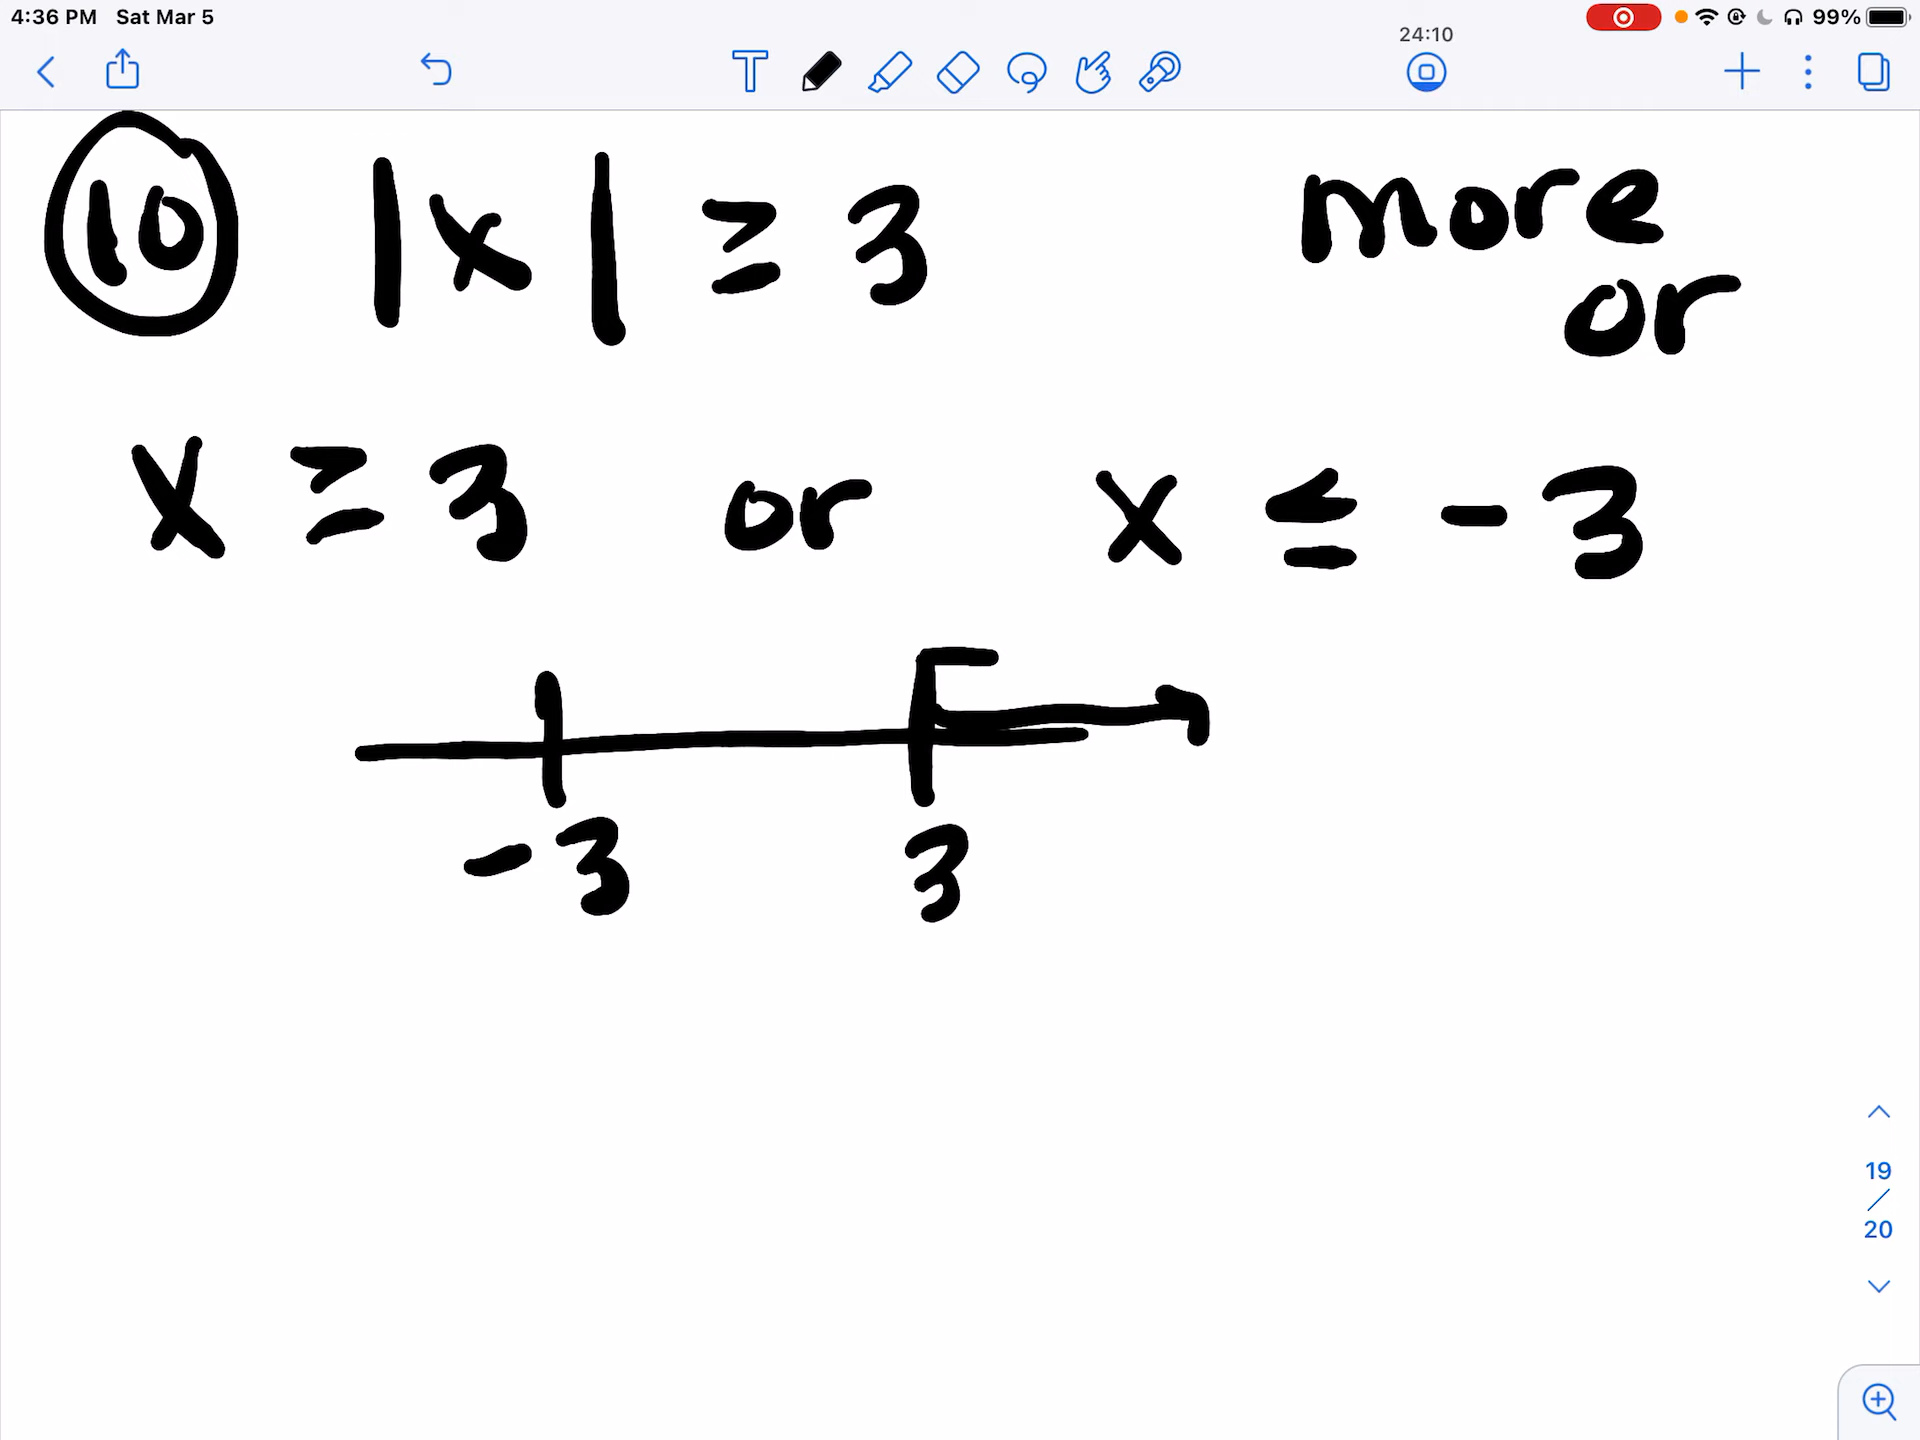 4:36 PM Sat Mar 5 99%
24:10
T
10 |x| ≥ 3 more
or
x ≥ 3 or x ≤ -3
-3 3
19
/
20